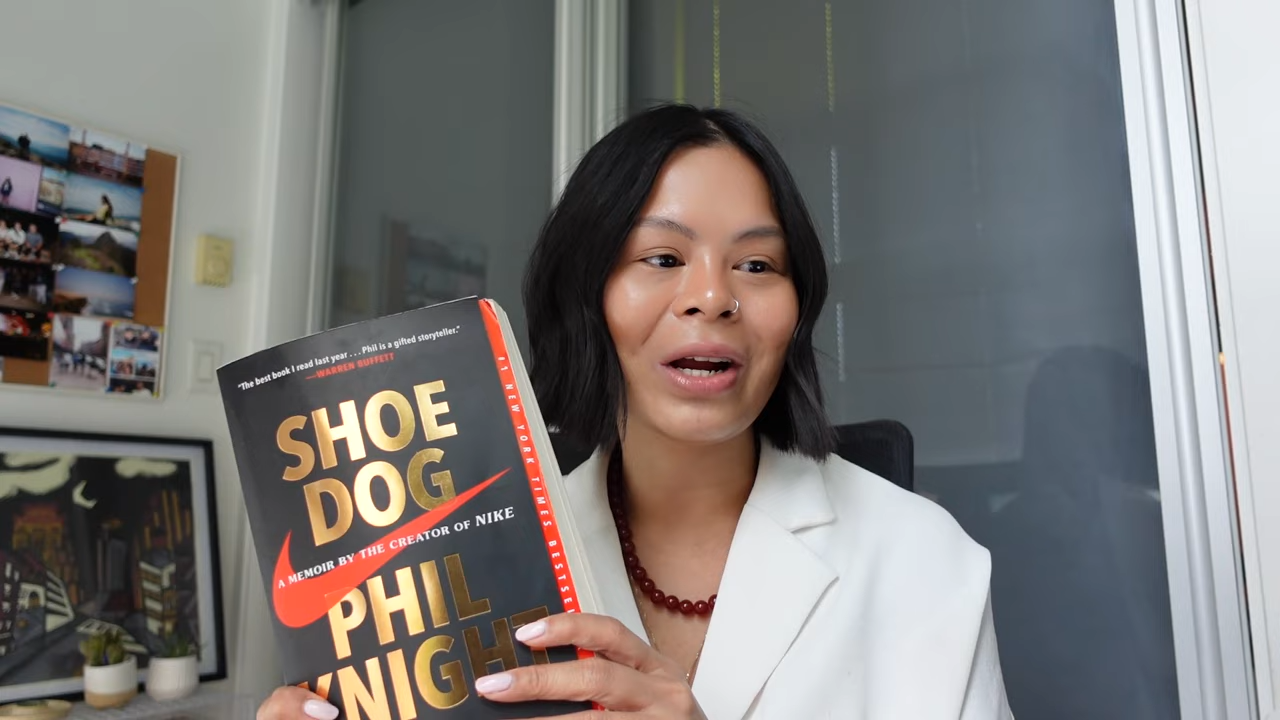 "The best book I read last year . . . Phil is a gifted storyteller."
—WARREN BUFFETT
SHOE
DOG
A MEMOIR BY THE CREATOR OF NIKE
PHIL
KNIGHT
#1 NEW YORK TIMES BESTSE